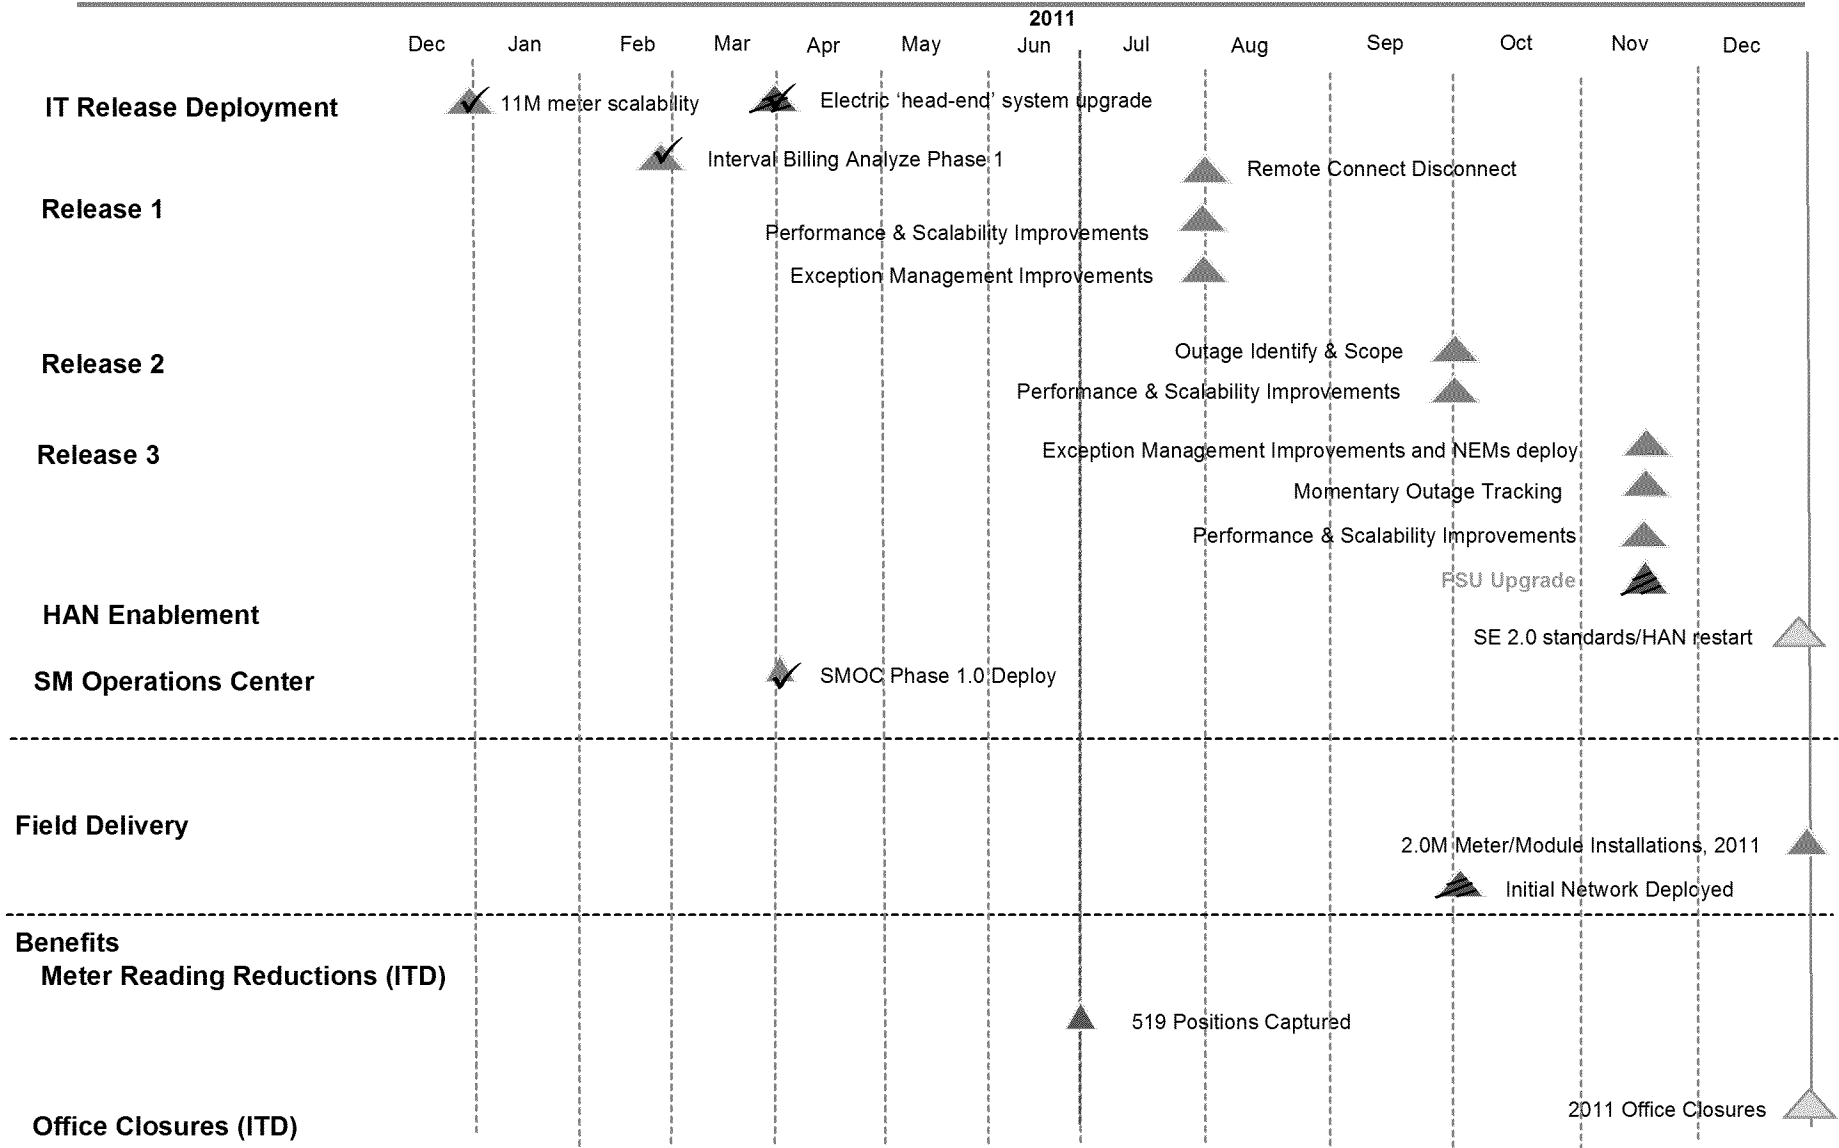 2011
Dec Jan Feb Mar Apr May Jun Jul Aug Sep Oct Nov Dec
IT Release Deployment
11M meter scalability
Electric ‘head-end’ system upgrade
Interval Billing Analyze Phase 1
Remote Connect Disconnect
Release 1
Performance & Scalability Improvements
Exception Management Improvements
Outage Identify & Scope
Release 2
Performance & Scalability Improvements
Exception Management Improvements and NEMs deploy
Release 3
Momentary Outage Tracking
Performance & Scalability Improvements
FSU Upgrade
HAN Enablement
SE 2.0 standards/HAN restart
SM Operations Center
SMOC Phase 1.0 Deploy
Field Delivery
2.0M Meter/Module Installations, 2011
Initial Network Deployed
Benefits
Meter Reading Reductions (ITD)
519 Positions Captured
2011 Office Closures
Office Closures (ITD)